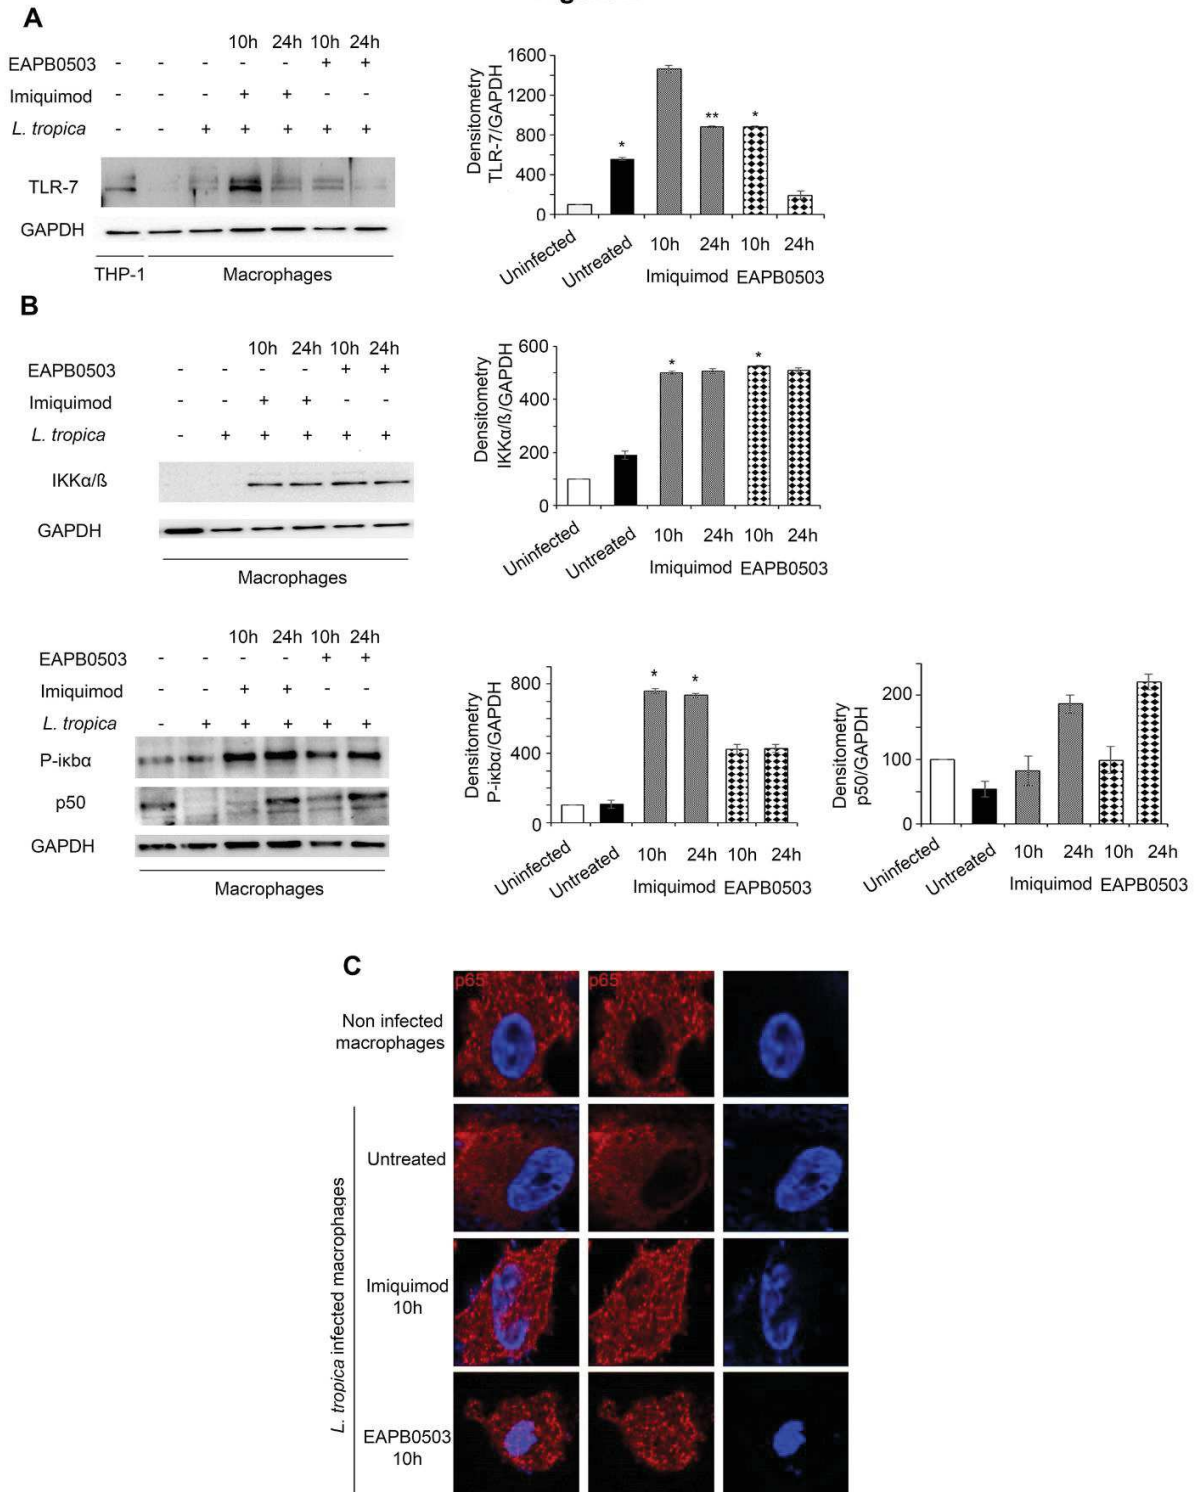 A
10h 24h 10h 24h
EAPB0503 - - - - - + +
Imiquimod - - - + + - -
L. tropica - - + + + + +
TLR-7
GAPDH
THP-1 Macrophages
Densitometry
TLR-7/GAPDH
1600
1200
800
400
0
* ** *
Uninfected Untreated 10h 24h 10h 24h
Imiquimod EAPB0503
B
10h 24h 10h 24h
EAPB0503 - - - - + +
Imiquimod - - + + - -
L. tropica - + + + + +
IKKα/ß
GAPDH
Macrophages
Densitometry
IKKα/ß/GAPDH
600
400
200
0
* *
Uninfected Untreated 10h 24h 10h 24h
Imiquimod EAPB0503
10h 24h 10h 24h
EAPB0503 - - - - + +
Imiquimod - - + + - -
L. tropica - + + + + +
P-iκbα
p50
GAPDH
Macrophages
Densitometry
P-iκbα/GAPDH
800
400
0
* *
Uninfected Untreated 10h 24h 10h 24h
Imiquimod EAPB0503
Densitometry
p50/GAPDH
200
100
0
Uninfected Untreated 10h 24h 10h 24h
Imiquimod EAPB0503
C
p65 p65
Non infected
macrophages
L. tropica infected macrophages
Untreated
Imiquimod
10h
EAPB0503
10h